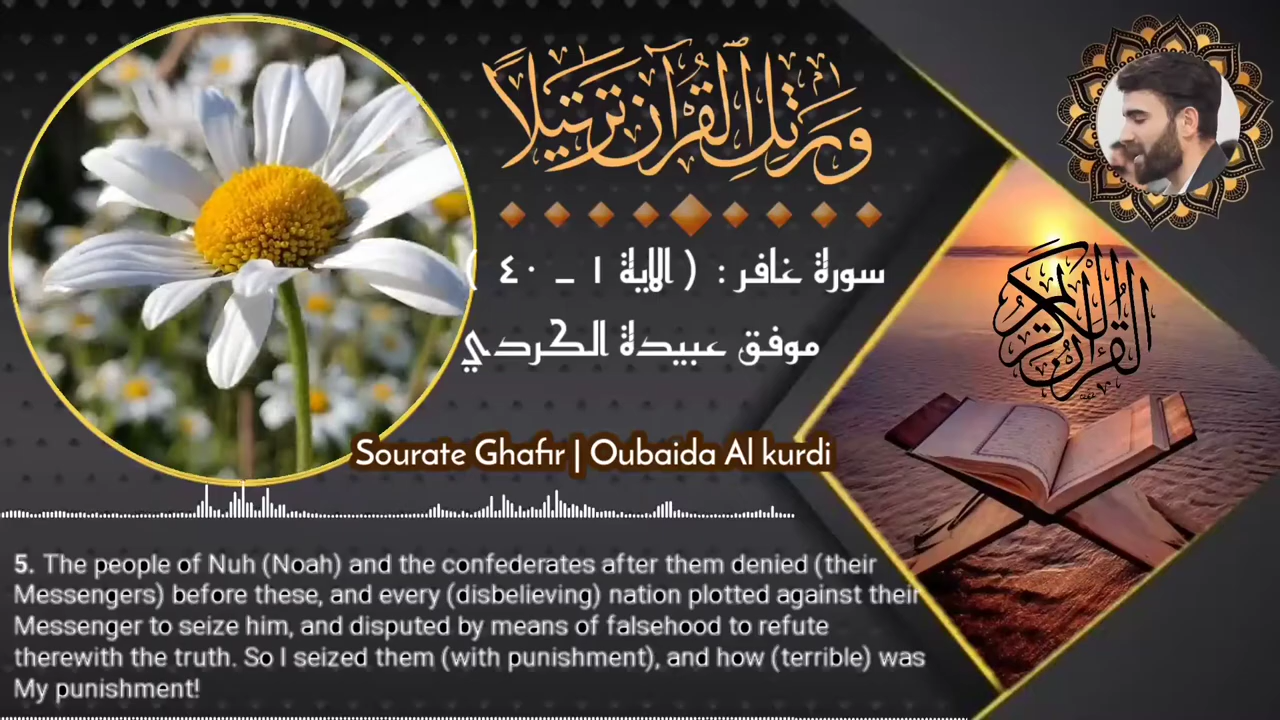 ورتل القرآن ترتيلاً
سورة غافر : ( الاية ١ _ ٤٠ )
موفق عبيدة الكردي
القرآن الكريم
Sourate Ghafir | Oubaida Al kurdi
5. The people of Nuh (Noah) and the confederates after them denied (their
Messengers) before these, and every (disbelieving) nation plotted against their
Messenger to seize him, and disputed by means of falsehood to refute
therewith the truth. So I seized them (with punishment), and how (terrible) was
My punishment!